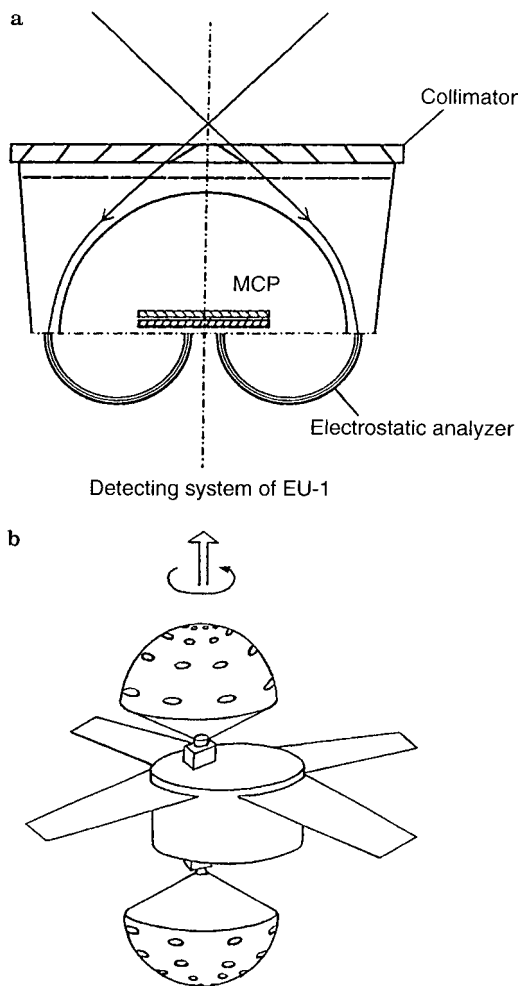 a
Collimator
MCP
Electrostatic analyzer
Detecting system of EU-1
b